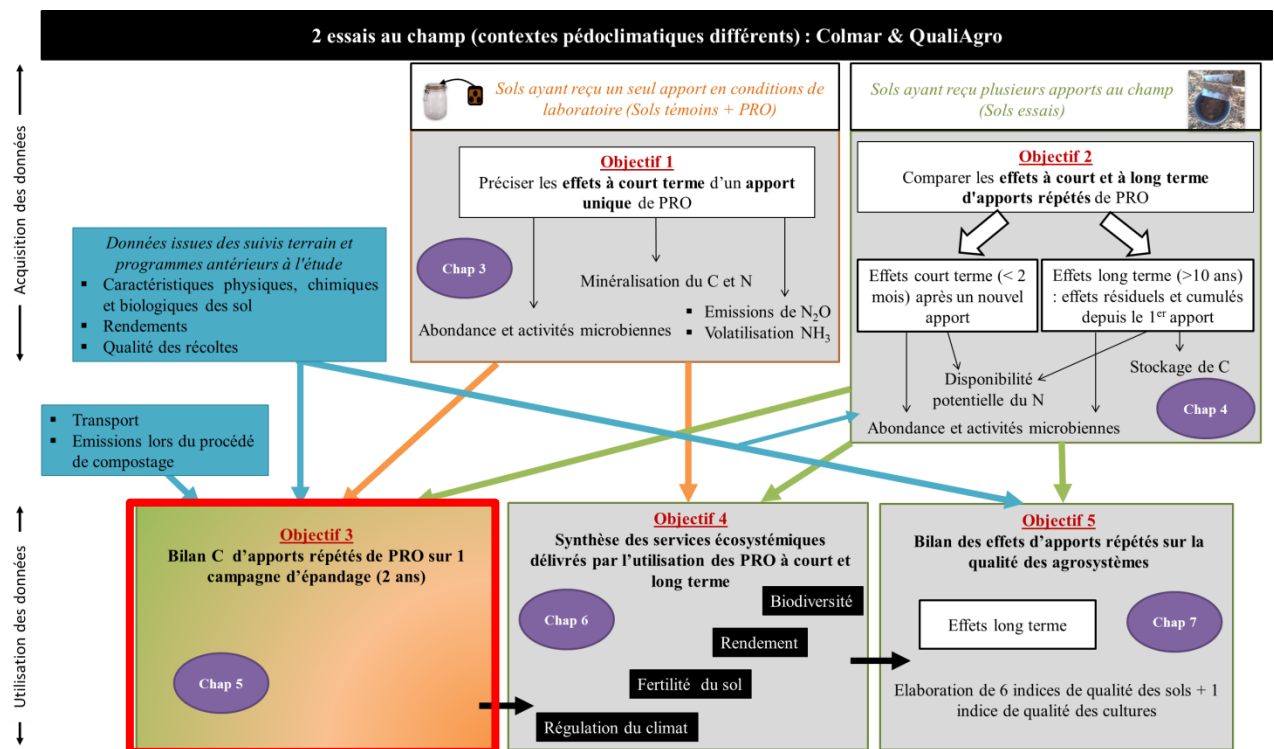 2 essais au champ (contextes pédoclimatiques différents) : Colmar & QualiAgro
Acquisition des données
Sols ayant reçu un seul apport en conditions de
laboratoire (Sols témoins + PRO)
Objectif 1
Préciser les effets à court terme d'un apport
unique de PRO
Chap 3
Minéralisation du C et N
▪ Emissions de N₂O
Abondance et activités microbiennes
▪ Volatilisation NH₃
Sols ayant reçu plusieurs apports au champ
(Sols essais)
Objectif 2
Comparer les effets à court et à long terme
d'apports répétés de PRO
Effets court terme (< 2
mois) après un nouvel
apport
Effets long terme (>10 ans)
: effets résiduels et cumulés
depuis le 1er apport
Stockage de C
Disponibilité
potentielle du N
Chap 4
Abondance et activités microbiennes
Données issues des suivis terrain et
programmes antérieurs à l'étude
▪ Caractéristiques physiques, chimiques
et biologiques des sol
▪ Rendements
▪ Qualité des récoltes
▪ Transport
▪ Emissions lors du procédé
de compostage
Utilisation des données
Objectif 3
Bilan C d'apports répétés de PRO sur 1
campagne d'épandage (2 ans)
Chap 5
Objectif 4
Synthèse des services écosystémiques
délivrés par l'utilisation des PRO à court et
long terme
Biodiversité
Chap 6
Rendement
Fertilité du sol
Régulation du climat
Objectif 5
Bilan des effets d'apports répétés sur la
qualité des agrosystèmes
Effets long terme
Chap 7
Elaboration de 6 indices de qualité des sols + 1
indice de qualité des cultures